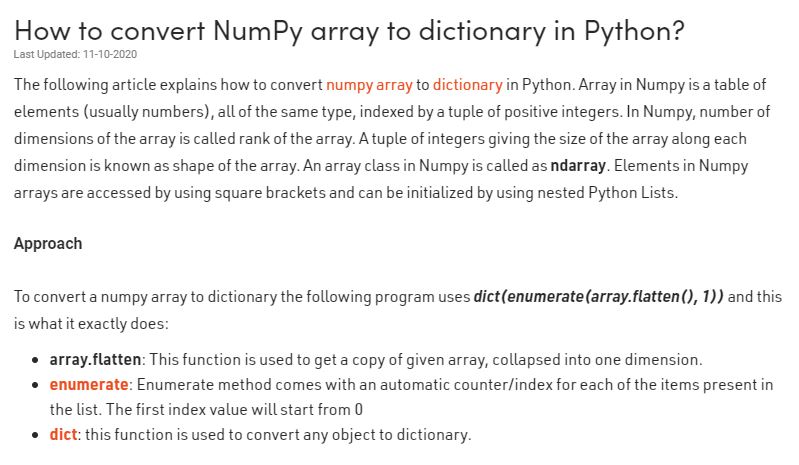 How to convert NumPy array to dictionary in Python?
Last Updated: 11-10-2020
The following article explains how to convert numpy array to dictionary in Python. Array in Numpy is a table of
elements (usually numbers), all of the same type, indexed by a tuple of positive integers. In Numpy, number of
dimensions of the array is called rank of the array. A tuple of integers giving the size of the array along each
dimension is known as shape of the array. An array class in Numpy is called as ndarray. Elements in Numpy
arrays are accessed by using square brackets and can be initialized by using nested Python Lists.
Approach
To convert a numpy array to dictionary the following program uses dict(enumerate(array.flatten(), 1)) and this
is what it exactly does:
• array.flatten: This function is used to get a copy of given array, collapsed into one dimension.
• enumerate: Enumerate method comes with an automatic counter/index for each of the items present in
the list. The first index value will start from 0
• dict: this function is used to convert any object to dictionary.